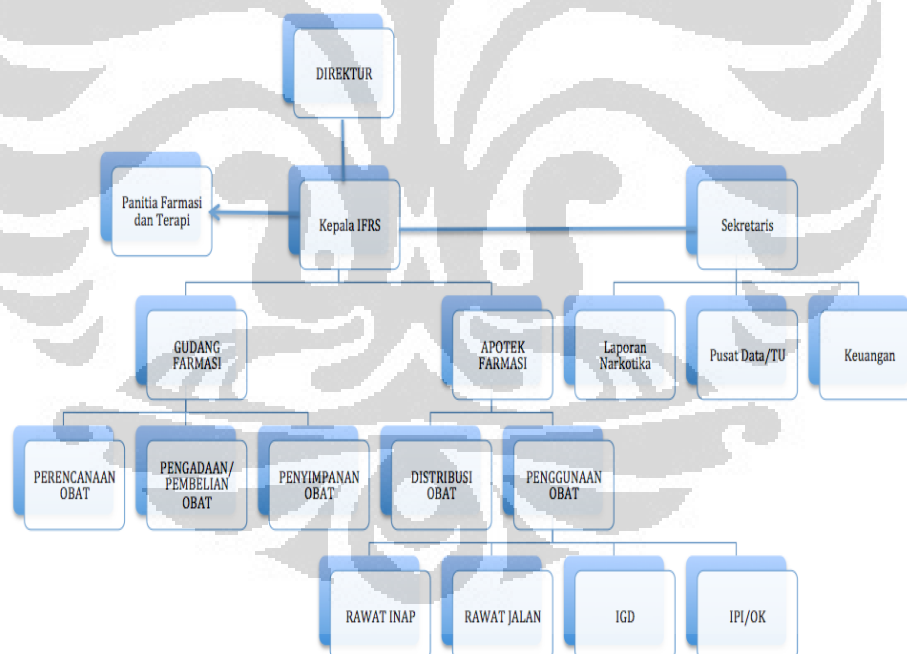 DIREKTUR
Panitia Farmasi
dan Terapi
Kepala IFRS
Sekretaris
GUDANG
FARMASI
APOTEK
FARMASI
Laporan
Narkotika
Pusat Data/TU
Keuangan
PERENCANAAN
OBAT
PENGADAAN/
PEMBELIAN
OBAT
PENYIMPANAN
OBAT
DISTRIBUSI
OBAT
PENGGUNAAN
OBAT
RAWAT INAP
RAWAT JALAN
IGD
IPI/OK